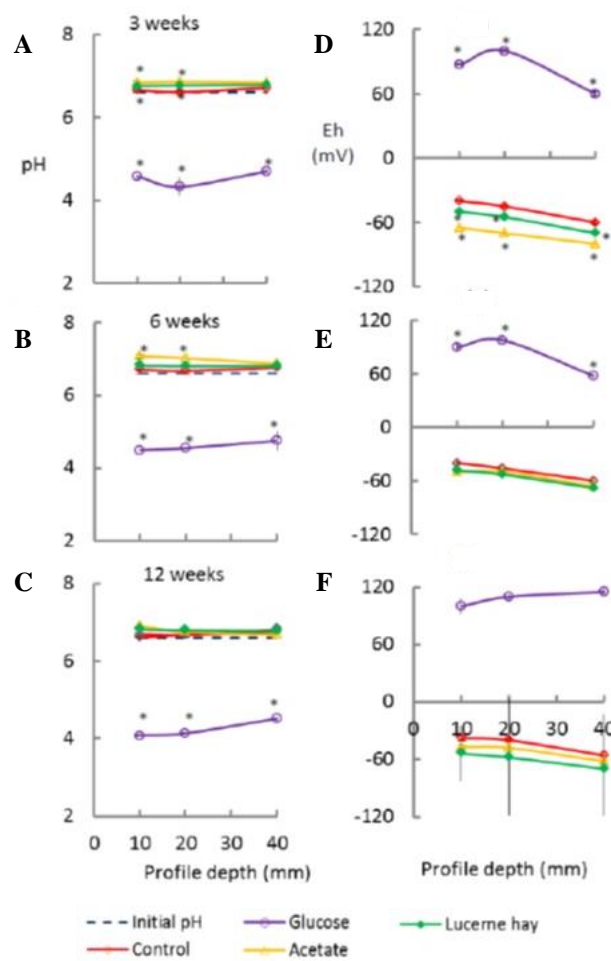 A
3 weeks
8
6
pH
4
2
*
*
*
*
*
*
*
D
120
60
Eh
(mV)
0
-60
-120
*
*
*
*
*
*
*
*
*
B
6 weeks
8
6
4
2
*
*
*
*
*
E
120
60
0
-60
-120
*
*
*
C
12 weeks
8
6
4
2
*
*
*
0 10 20 30 40
Profile depth (mm)
F
120
60
0
-60
-120
0 10 20 30 40
Profile depth (mm)
Initial pH
Glucose
Lucerne hay
Control
Acetate